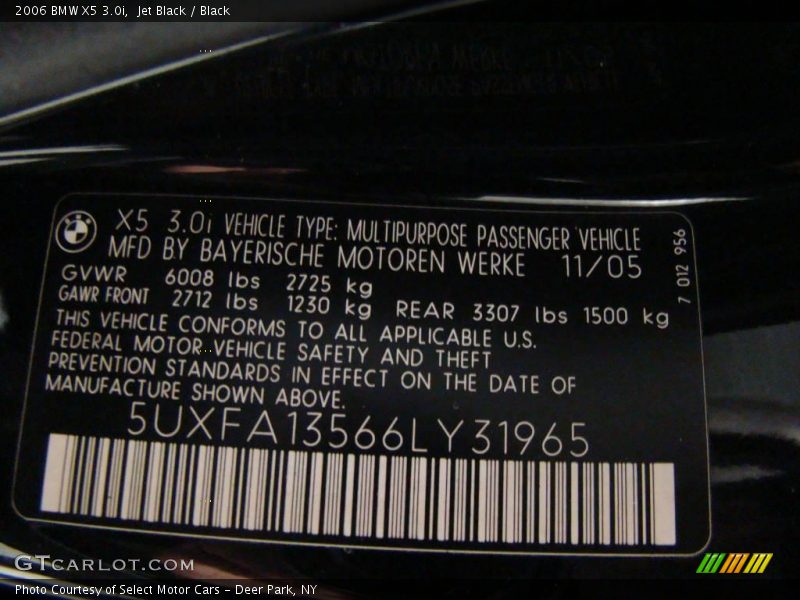 2006 BMW X5 3.0i, Jet Black / Black
X5 3.0i VEHICLE TYPE: MULTIPURPOSE PASSENGER VEHICLE
MFD BY BAYERISCHE MOTOREN WERKE 11/05
GVWR 6008 lbs 2725 kg
GAWR FRONT 2712 lbs 1230 kg REAR 3307 lbs 1500 kg
THIS VEHICLE CONFORMS TO ALL APPLICABLE U.S.
FEDERAL MOTOR VEHICLE SAFETY AND THEFT
PREVENTION STANDARDS IN EFFECT ON THE DATE OF
MANUFACTURE SHOWN ABOVE.
5UXFA13566LY31965
7 012 956
GTCARLOT.COM
Photo Courtesy of Select Motor Cars - Deer Park, NY